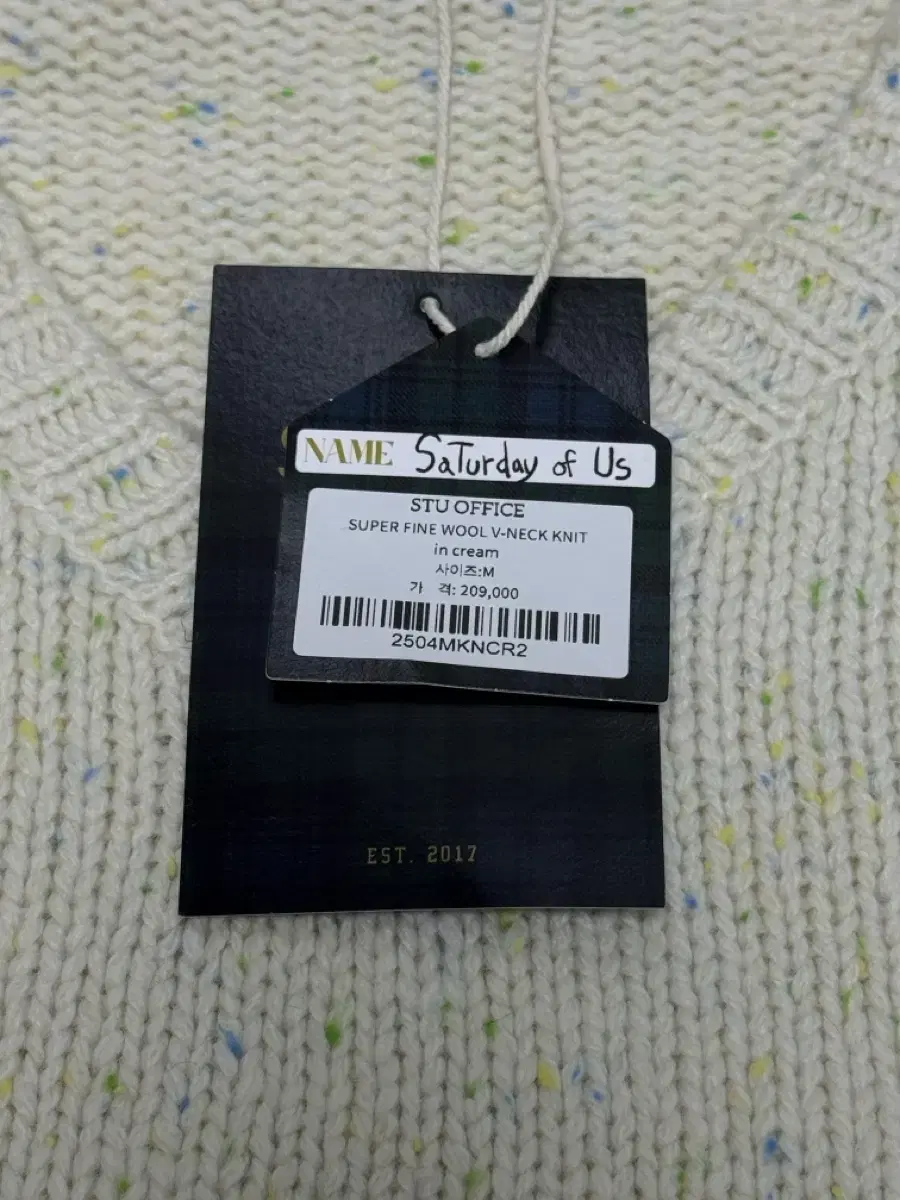 NAME SaTurday of Us
STU OFFICE
SUPER FINE WOOL V-NECK KNIT
in cream
사이즈:M
가 격: 209,000
2504MKNCR2
EST. 2017